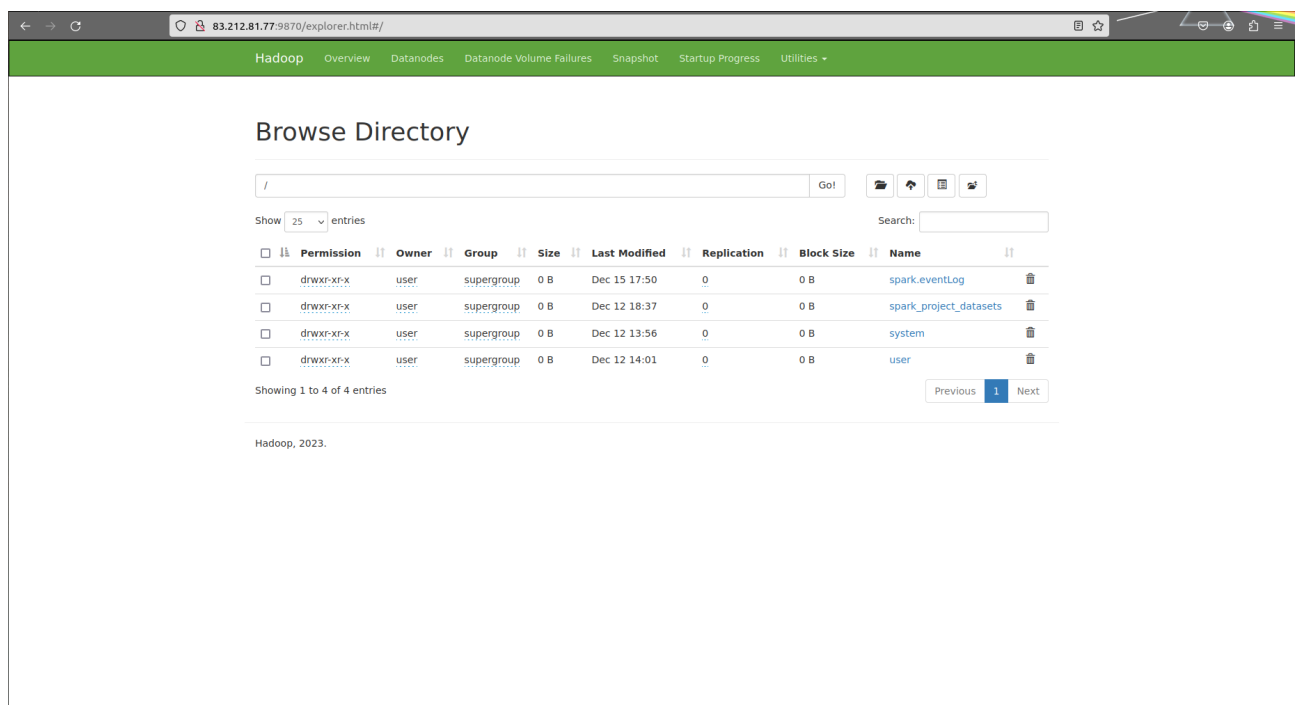 83.212.81.77:9870/explorer.html#/
Hadoop Overview Datanodes Datanode Volume Failures Snapshot Startup Progress Utilities
Browse Directory
/ Go!
Show 25 entries Search:
Permission Owner Group Size Last Modified Replication Block Size Name
drwxr-xr-x user supergroup 0 B Dec 15 17:50 0 0 B spark.eventLog
drwxr-xr-x user supergroup 0 B Dec 12 18:37 0 0 B spark_project_datasets
drwxr-xr-x user supergroup 0 B Dec 12 13:56 0 0 B system
drwxr-xr-x user supergroup 0 B Dec 12 14:01 0 0 B user
Showing 1 to 4 of 4 entries Previous 1 Next
Hadoop, 2023.